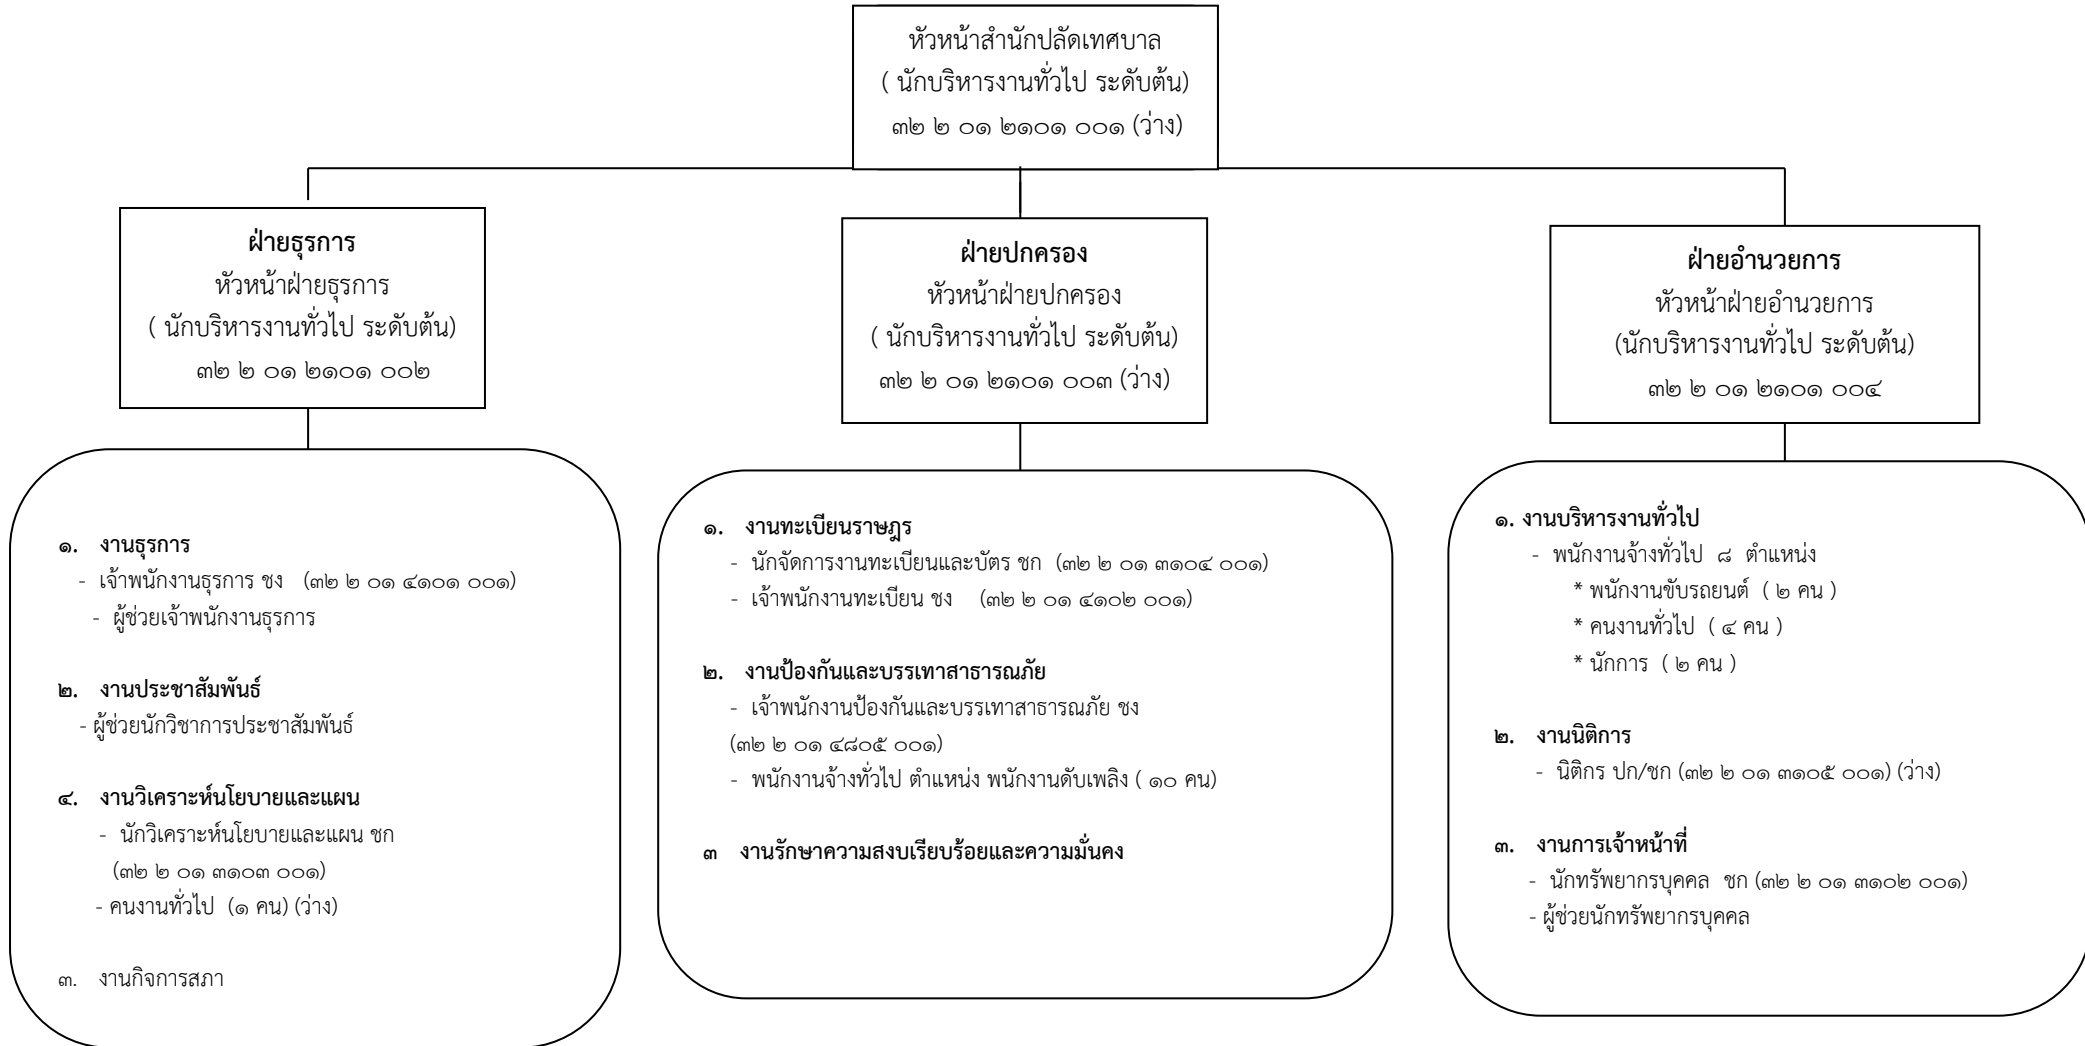 หัวหน้าสำนักปลัดเทศบาล
( นักบริหารงานทั่วไป ระดับต้น)
๓๒ ๒ ๐๑ ๒๑๐๑ ๐๐๑ (ว่าง)
ฝ่ายธุรการ
หัวหน้าฝ่ายธุรการ
( นักบริหารงานทั่วไป ระดับต้น)
๓๒ ๒ ๐๑ ๒๑๐๑ ๐๐๒
ฝ่ายปกครอง
หัวหน้าฝ่ายปกครอง
( นักบริหารงานทั่วไป ระดับต้น)
๓๒ ๒ ๐๑ ๒๑๐๑ ๐๐๓ (ว่าง)
ฝ่ายอำนวยการ
หัวหน้าฝ่ายอำนวยการ
(นักบริหารงานทั่วไป ระดับต้น)
๓๒ ๒ ๐๑ ๒๑๐๑ ๐๐๔
๑. งานธุรการ
- เจ้าพนักงานธุรการ ชง (๓๒ ๒ ๐๑ ๔๑๐๑ ๐๐๑)
- ผู้ช่วยเจ้าพนักงานธุรการ
๒. งานประชาสัมพันธ์
- ผู้ช่วยนักวิชาการประชาสัมพันธ์
๔. งานวิเคราะห์นโยบายและแผน
- นักวิเคราะห์นโยบายและแผน ชก
(๓๒ ๒ ๐๑ ๓๑๐๓ ๐๐๑)
- คนงานทั่วไป (๑ คน) (ว่าง)
๓. งานกิจการสภา
๑. งานทะเบียนราษฎร
- นักจัดการงานทะเบียนและบัตร ชก (๓๒ ๒ ๐๑ ๓๑๐๔ ๐๐๑)
- เจ้าพนักงานทะเบียน ชง (๓๒ ๒ ๐๑ ๔๑๐๒ ๐๐๑)
๒. งานป้องกันและบรรเทาสาธารณภัย
- เจ้าพนักงานป้องกันและบรรเทาสาธารณภัย ชง
(๓๒ ๒ ๐๑ ๔๘๐๕ ๐๐๑)
- พนักงานจ้างทั่วไป ตำแหน่ง พนักงานดับเพลิง ( ๑๐ คน)
๓ งานรักษาความสงบเรียบร้อยและความมั่นคง
๑. งานบริหารงานทั่วไป
- พนักงานจ้างทั่วไป ๘ ตำแหน่ง
* พนักงานขับรถยนต์ ( ๒ คน )
* คนงานทั่วไป ( ๔ คน )
* นักการ ( ๒ คน )
๒. งานนิติการ
- นิติกร ปก/ชก (๓๒ ๒ ๐๑ ๓๑๐๕ ๐๐๑) (ว่าง)
๓. งานการเจ้าหน้าที่
- นักทรัพยากรบุคคล ชก (๓๒ ๒ ๐๑ ๓๑๐๒ ๐๐๑)
- ผู้ช่วยนักทรัพยากรบุคคล